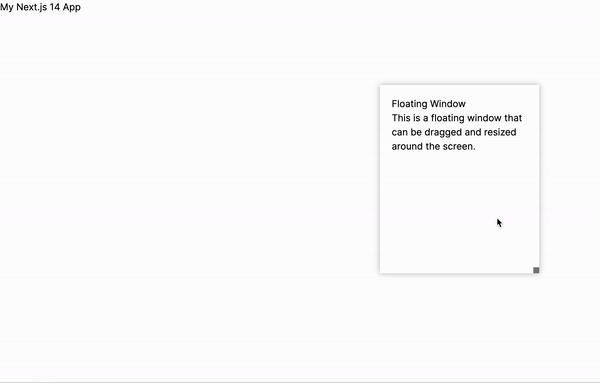 My Next.js 14 App
Floating Window
This is a floating window that
can be dragged and resized
around the screen.